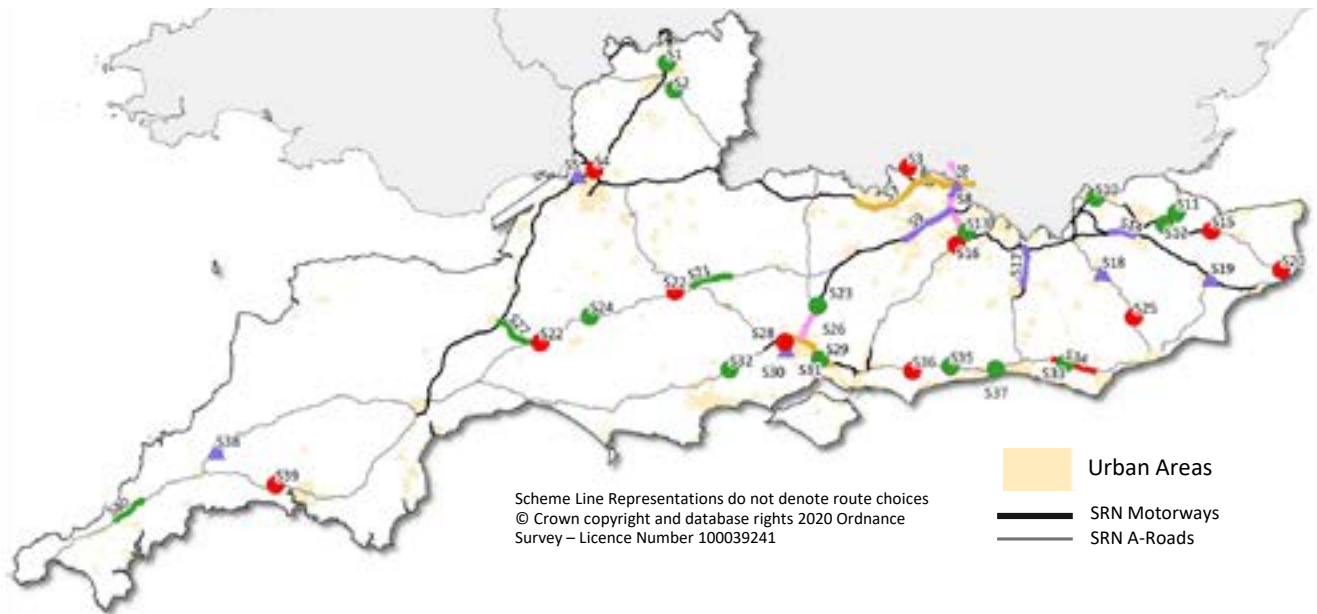 S1
S2
S3
S4
S5
S8
S9
S10
S11
S12
S13
S14
S15
S16
S17
S18
S19
S20
S21
S22
S23
S24
S25
S26
S27
S22
S28
S29
S30
S31
S32
S33
S34
S35
S36
S37
S38
S39
S40
Urban Areas
SRN Motorways
SRN A-Roads
Scheme Line Representations do not denote route choices
© Crown copyright and database rights 2020 Ordnance
Survey – Licence Number 100039241